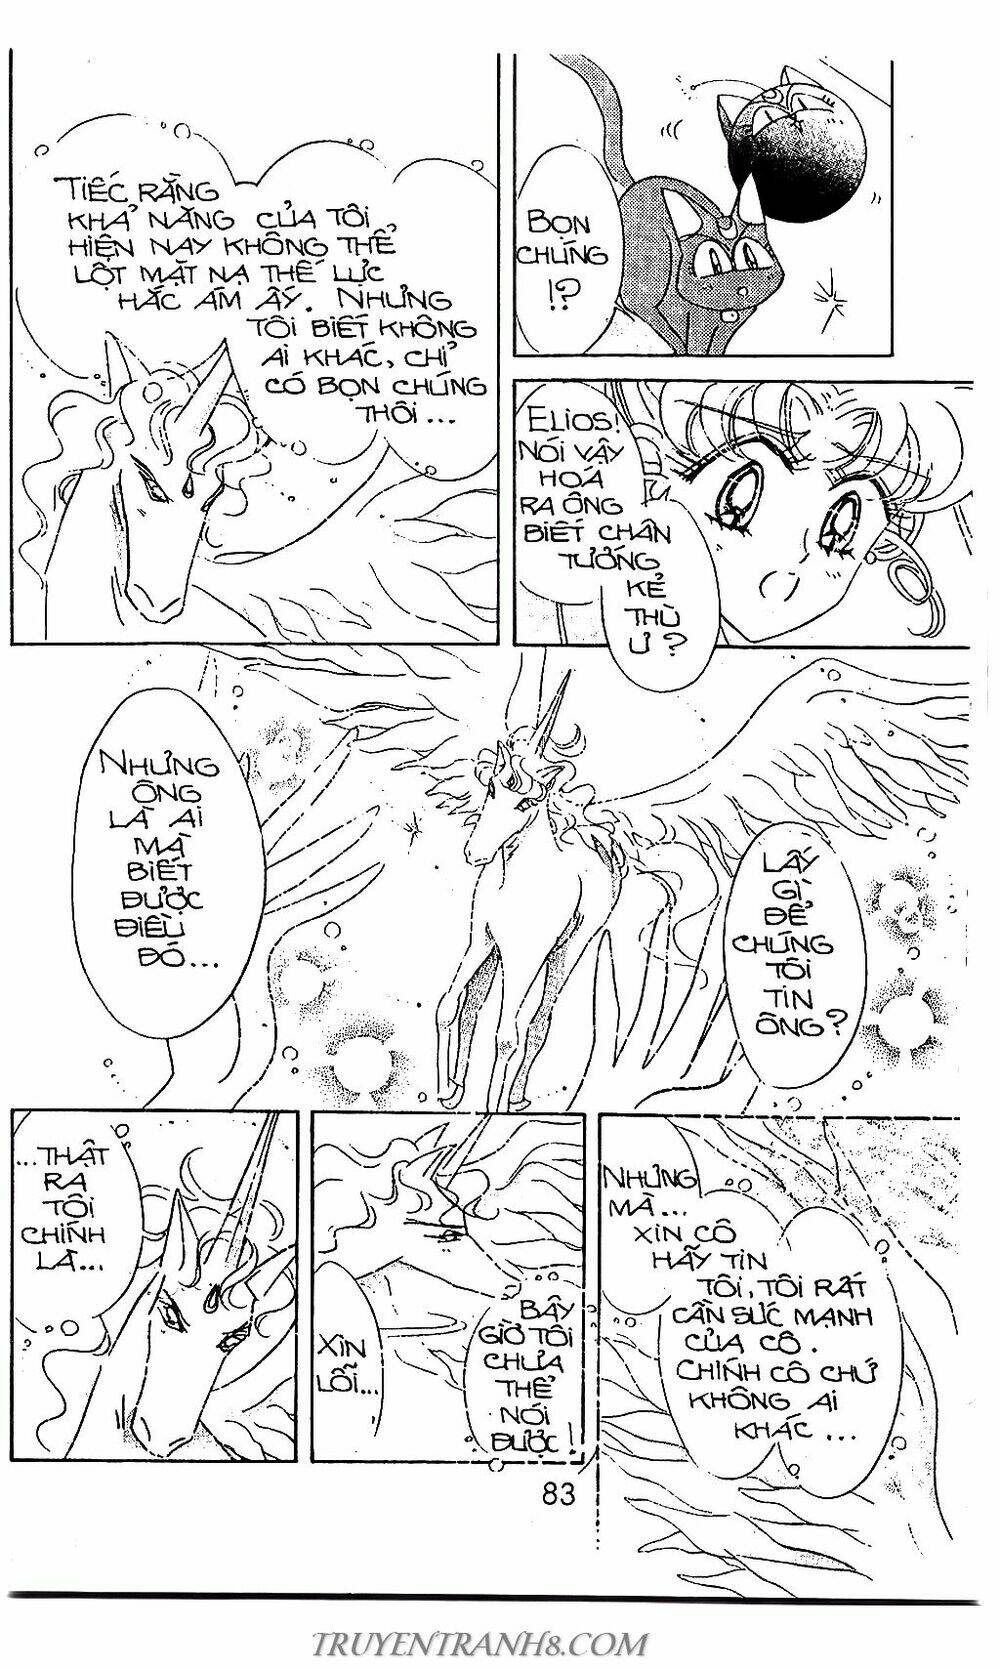 TIẾC RẰNG
KHẢ NĂNG CỦA TÔI
HIỆN NAY KHÔNG THỂ
LỘT MẶT NẠ THẾ LỰC
HẮC ÁM ẤY. NHƯNG
TÔI BIẾT KHÔNG
AI KHÁC, CHỈ
CÓ BỌN CHÚNG
THÔI...
BỌN
CHÚNG
!?
ELIOS!
NÓI VẬY
HOÁ
RA ÔNG
BIẾT CHÂN
TƯỚNG
KẺ
THÙ
Ư?
NHƯNG
ÔNG
LÀ AI
MÀ
BIẾT
ĐƯỢC
ĐIỀU
ĐÓ...
LẤY
GÌ
ĐỂ
CHÚNG
TÔI
TIN
ÔNG?
...THẬT
RA
TÔI
CHÍNH
LÀ...
XIN
LỖI...
BÂY
GIỜ TÔI
CHƯA
THỂ
NÓI
ĐƯỢC!
NHƯNG
MÀ...
XIN CÔ
HÃY TIN
TÔI, TÔI RẤT
CẦN SỨC MẠNH
CỦA CÔ.
CHÍNH CÔ CHỨ
KHÔNG AI
KHÁC...
83
TRUYENTRANH8.COM